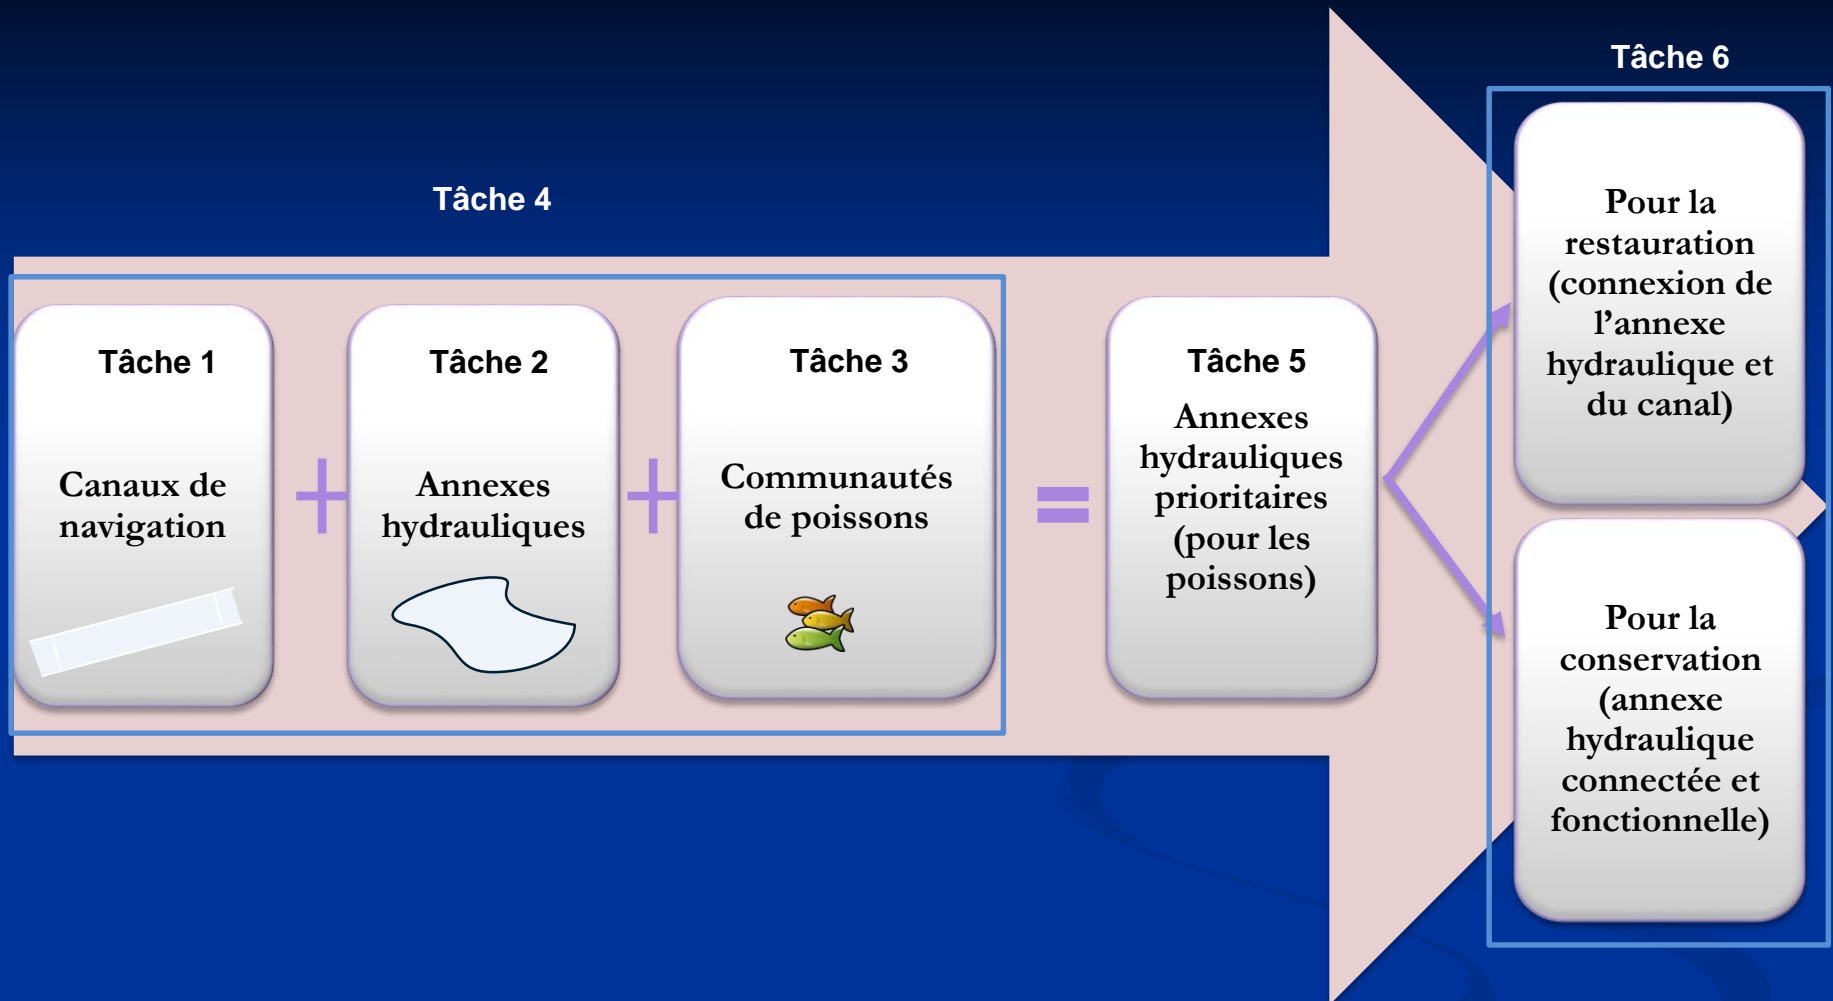 Tâche 4
Tâche 1
Canaux de
navigation
+
Tâche 2
Annexes
hydrauliques
+
Tâche 3
Communautés
de poissons
=
Tâche 5
Annexes
hydrauliques
prioritaires
(pour les
poissons)
Tâche 6
Pour la
restauration
(connexion de
l’annexe
hydraulique et
du canal)
Pour la
conservation
(annexe
hydraulique
connectée et
fonctionnelle)